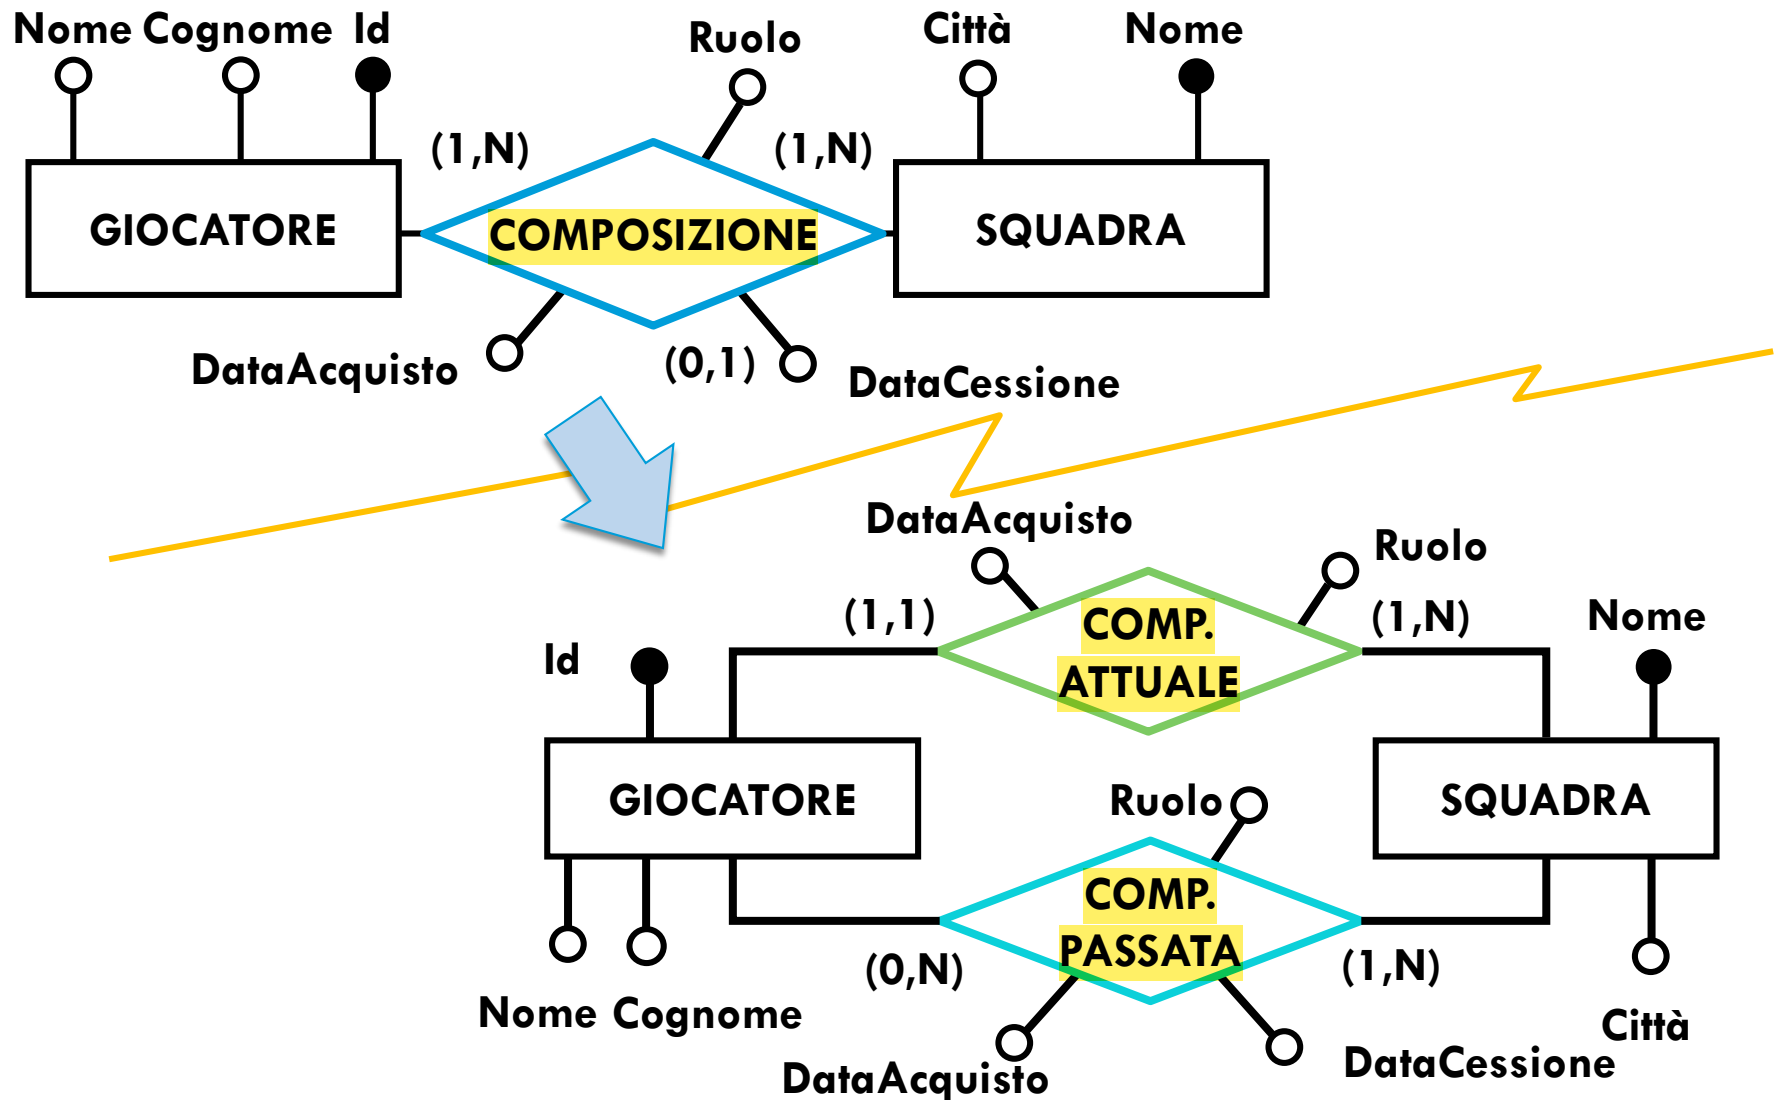 Nome Cognome Id
Ruolo
Città
Nome
(1,N)
(1,N)
GIOCATORE
COMPOSIZIONE
SQUADRA
DataAcquisto
(0,1)
DataCessione
DataAcquisto
Ruolo
(1,1)
COMP.
ATTUALE
(1,N)
Nome
Id
GIOCATORE
Ruolo
SQUADRA
COMP.
PASSATA
(0,N)
(1,N)
Nome Cognome
Città
DataAcquisto
DataCessione